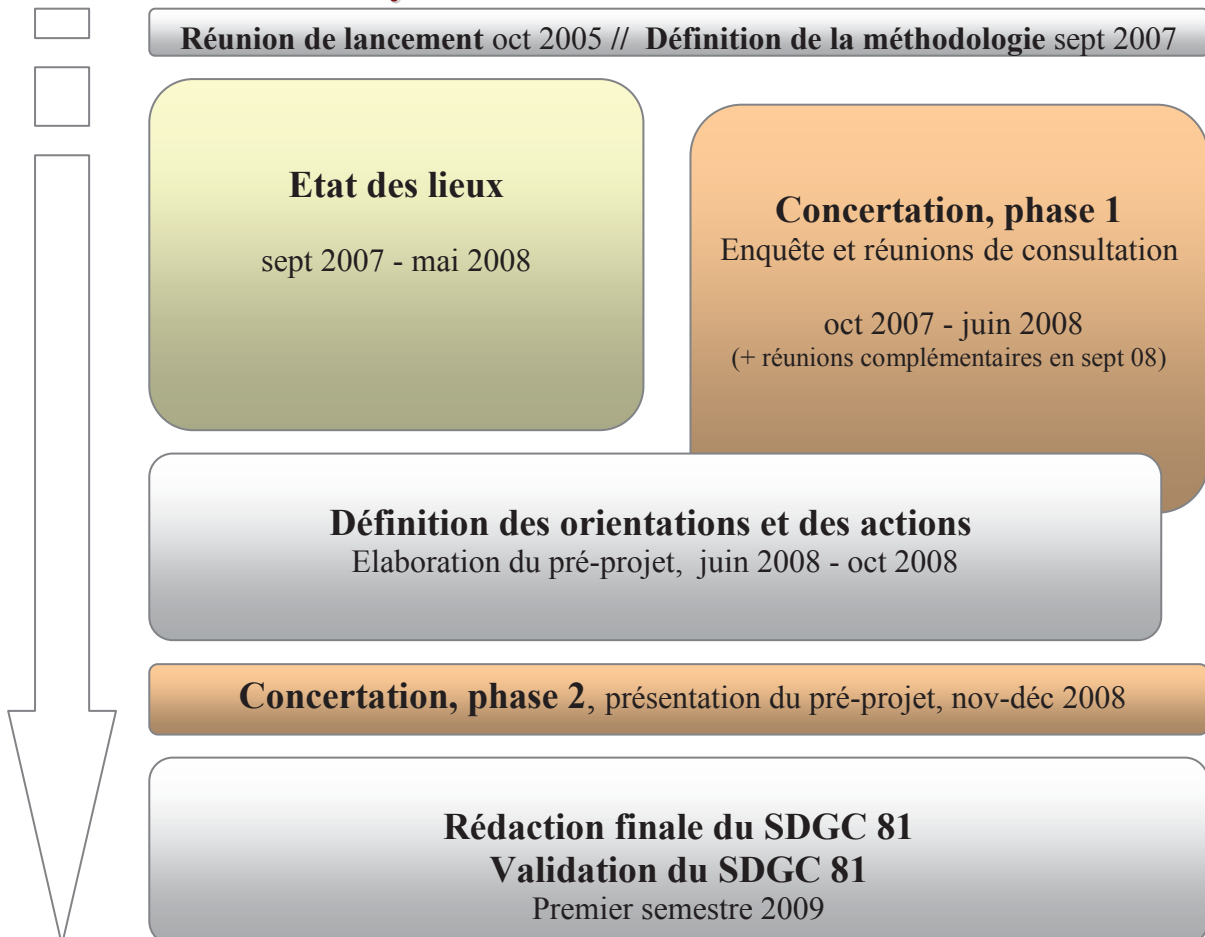 Réunion de lancement oct 2005 // Définition de la méthodologie sept 2007
Etat des lieux
sept 2007 - mai 2008
Concertation, phase 1
Enquête et réunions de consultation
oct 2007 - juin 2008
(+ réunions complémentaires en sept 08)
Définition des orientations et des actions
Elaboration du pré-projet, juin 2008 - oct 2008
Concertation, phase 2, présentation du pré-projet, nov-déc 2008
Rédaction finale du SDGC 81
Validation du SDGC 81
Premier semestre 2009